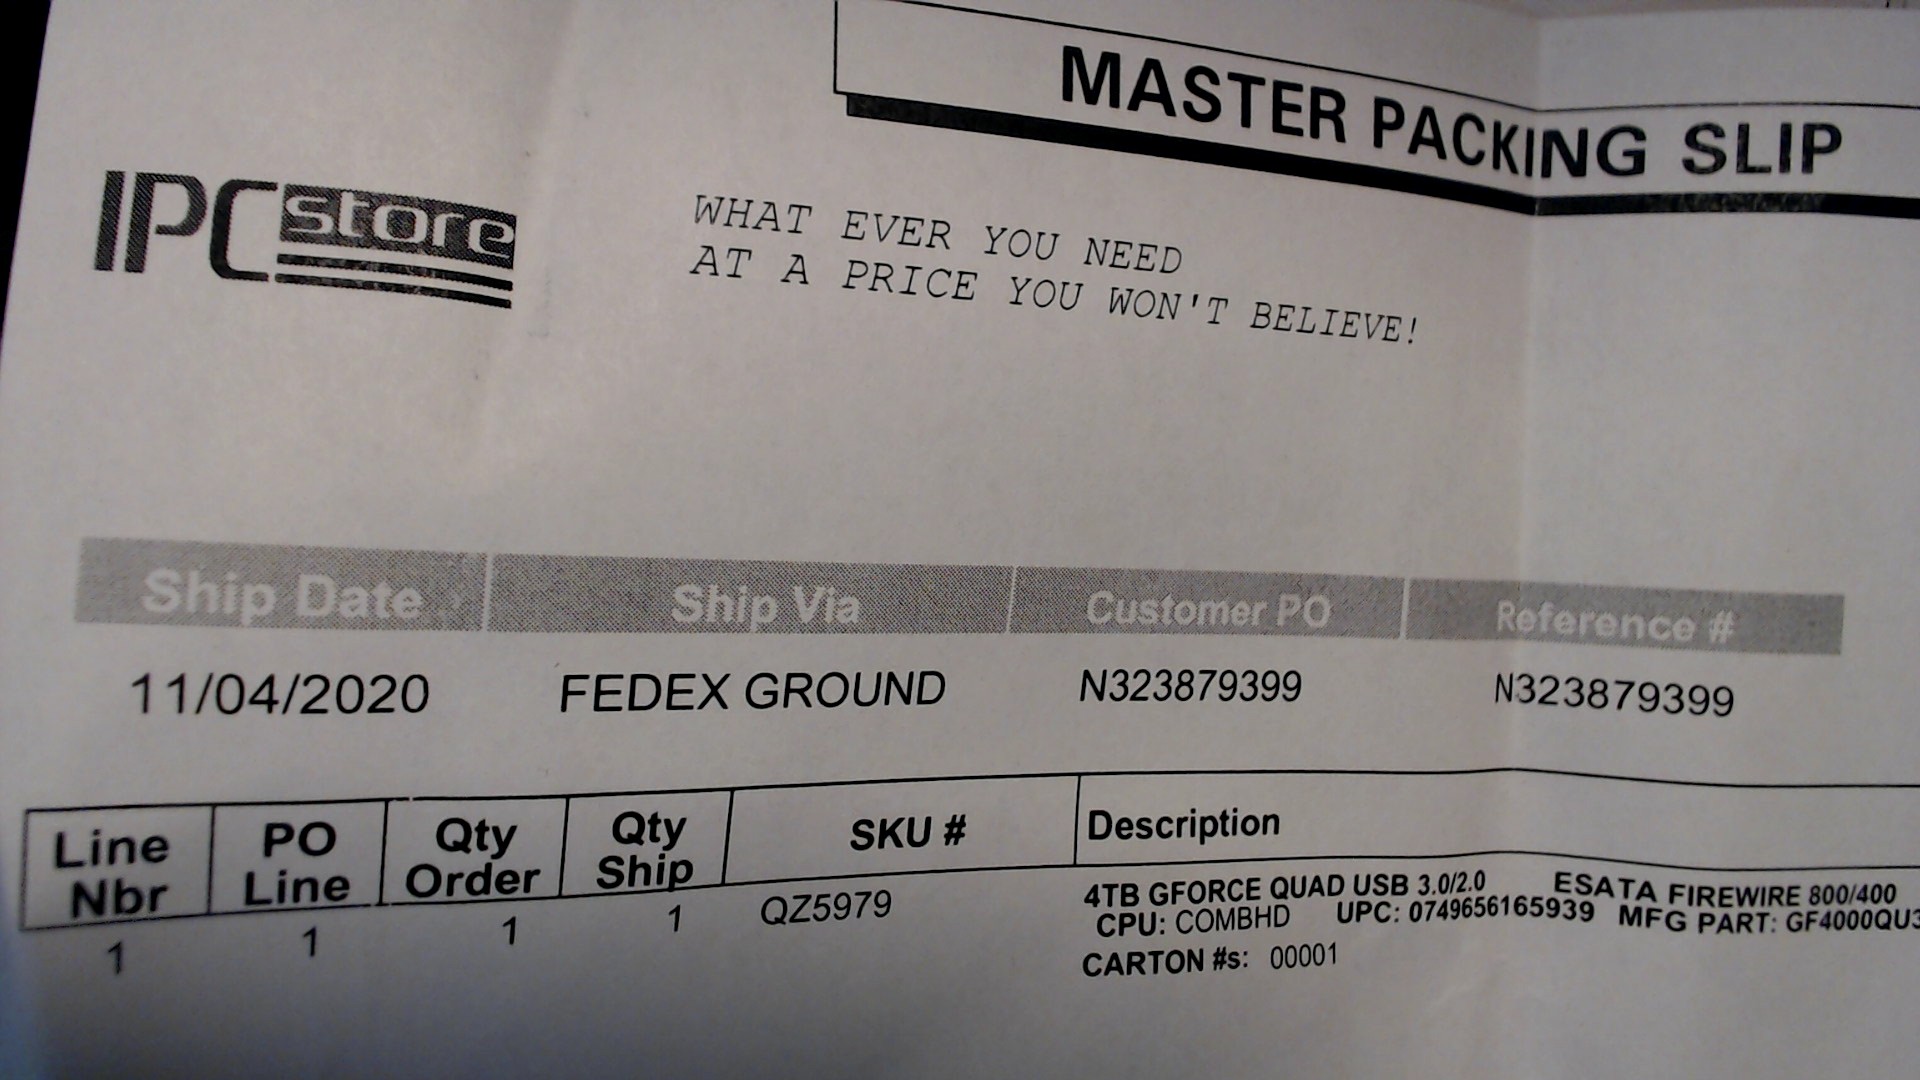 MASTER PACKING SLIP
IPC store
WHAT EVER YOU NEED
AT A PRICE YOU WON'T BELIEVE!
Ship Date Ship Via Customer PO Reference #
11/04/2020 FEDEX GROUND N323879399 N323879399
Line Nbr PO Line Qty Order Qty Ship SKU # Description
1 1 1 1 QZ5979 4TB GFORCE QUAD USB 3.0/2.0 ESATA FIREWIRE 800/400
CPU: COMBHD UPC: 0749656165939 MFG PART: GF4000QU3
CARTON #s: 00001